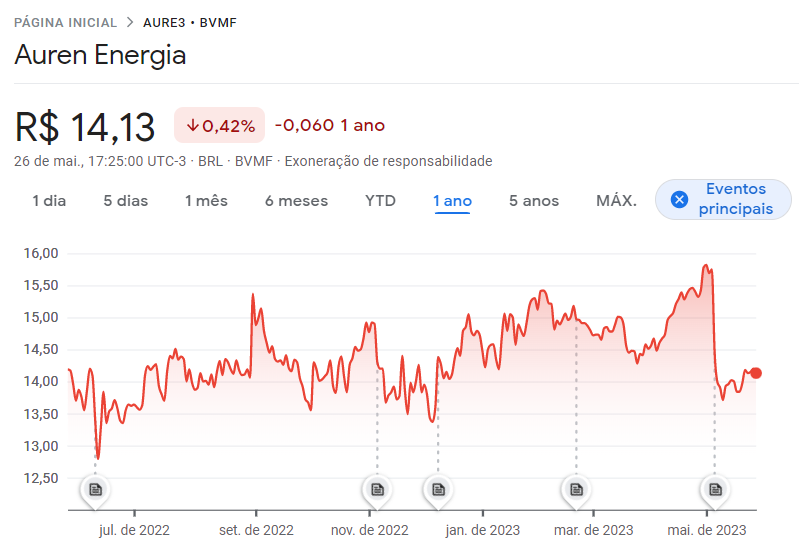 PÁGINA INICIAL > AURE3 • BVMF
Auren Energia
R$ 14,13 ↓0,42% -0,060 1 ano
26 de mai., 17:25:00 UTC-3 · BRL · BVMF · Exoneração de responsabilidade
1 dia 5 dias 1 mês 6 meses YTD 1 ano 5 anos MÁX. Eventos
principais
16,00
15,50
15,00
14,50
14,00
13,50
13,00
12,50
jul. de 2022 set. de 2022 nov. de 2022 jan. de 2023 mar. de 2023 mai. de 2023